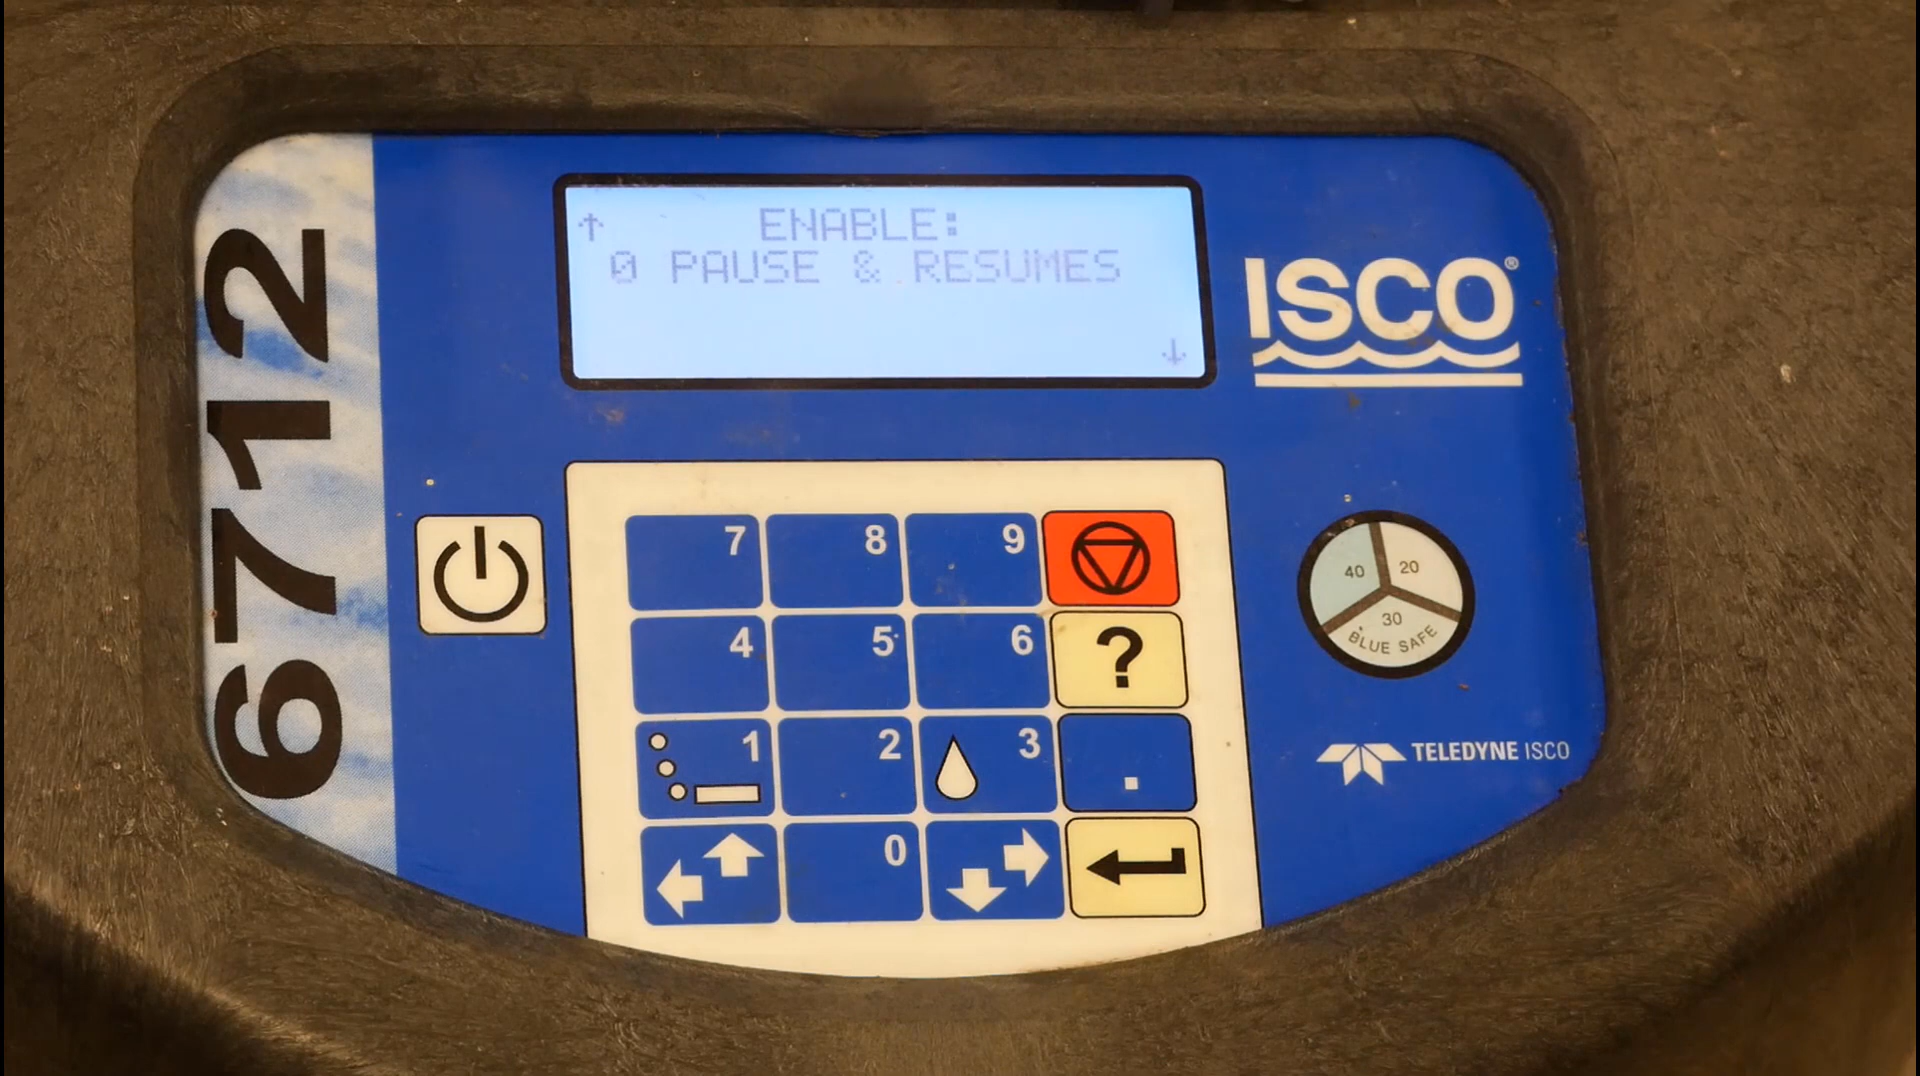 6712
↑ ENABLE:
0 PAUSE & RESUMES
↓
ISCO®
7 8 9
4 5 6 ?
1 2 3 .
0
40 20
30
BLUE SAFE
TELEDYNE ISCO